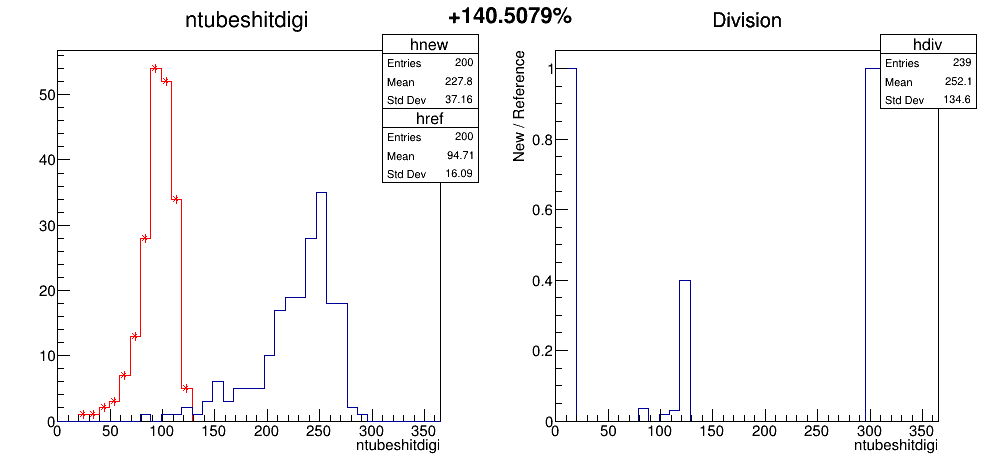 +140.5079%
ntubeshitdigi
hnew
Entries 200
Mean 227.8
Std Dev 37.16
href
Entries 200
Mean 94.71
Std Dev 16.09
50
40
30
20
10
0
0 50 100 150 200 250 300 350
ntubeshitdigi
Division
hdiv
Entries 239
Mean 252.1
Std Dev 134.6
New / Reference
1
0.8
0.6
0.4
0.2
0
0 50 100 150 200 250 300 350
ntubeshitdigi